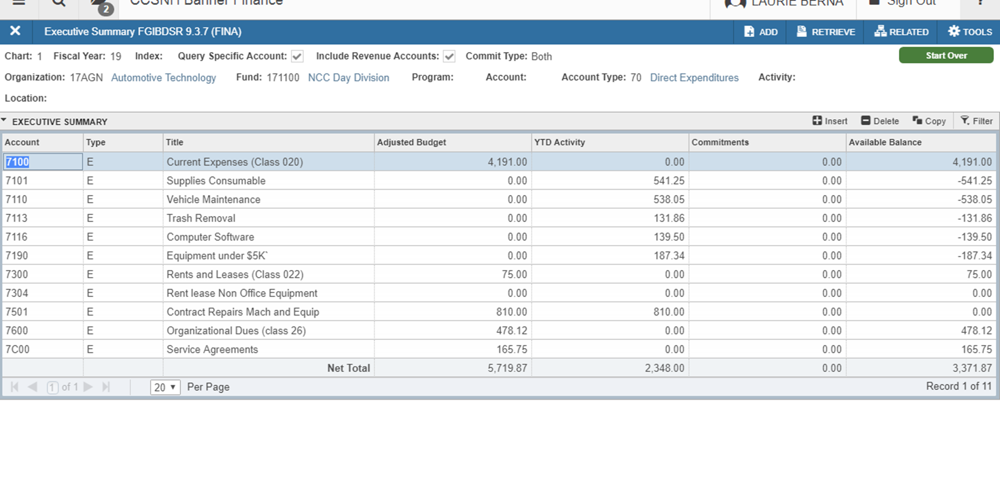 2 CCSNH Banner Finance LAURIE BERNA Sign Out ?
Executive Summary FGIBDSR 9.3.7 (FINA) ADD RETRIEVE RELATED TOOLS
Chart: 1 Fiscal Year: 19 Index: Query Specific Account: Include Revenue Accounts: Commit Type: Both Start Over
Organization: 17AGN Automotive Technology Fund: 171100 NCC Day Division Program: Account: Account Type: 70 Direct Expenditures Activity:
Location:
EXECUTIVE SUMMARY Insert Delete Copy Filter
Account Type Title Adjusted Budget YTD Activity Commitments Available Balance
7100 E Current Expenses (Class 020) 4,191.00 0.00 0.00 4,191.00
7101 E Supplies Consumable 0.00 541.25 0.00 -541.25
7110 E Vehicle Maintenance 0.00 538.05 0.00 -538.05
7113 E Trash Removal 0.00 131.86 0.00 -131.86
7116 E Computer Software 0.00 139.50 0.00 -139.50
7190 E Equipment under $5K` 0.00 187.34 0.00 -187.34
7300 E Rents and Leases (Class 022) 75.00 0.00 0.00 75.00
7304 E Rent lease Non Office Equipment 0.00 0.00 0.00 0.00
7501 E Contract Repairs Mach and Equip 810.00 810.00 0.00 0.00
7600 E Organizational Dues (class 26) 478.12 0.00 0.00 478.12
7C00 E Service Agreements 165.75 0.00 0.00 165.75
Net Total 5,719.87 2,348.00 0.00 3,371.87
1 of 1 20 Per Page Record 1 of 11